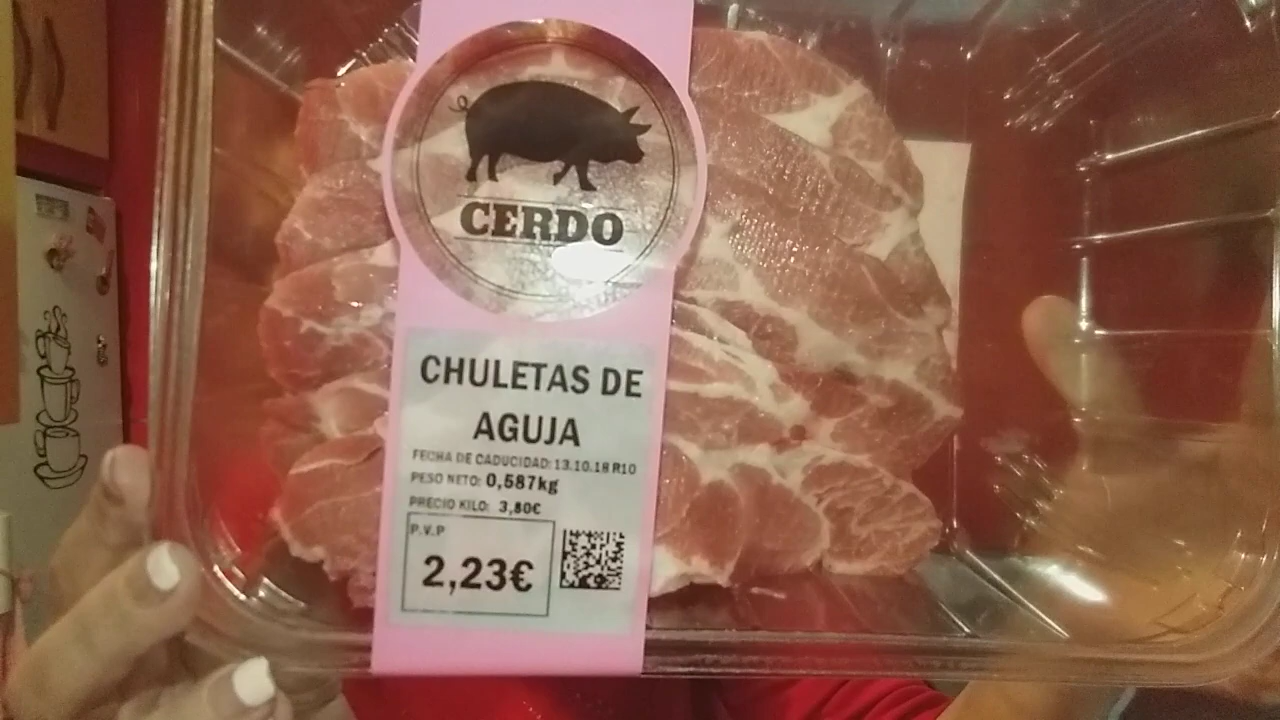 CERDO
CHULETAS DE
AGUJA
FECHA DE CADUCIDAD: 13.10.18 R10
PESO NETO: 0,587kg
PRECIO KILO: 3,80€
P.V.P
2,23€